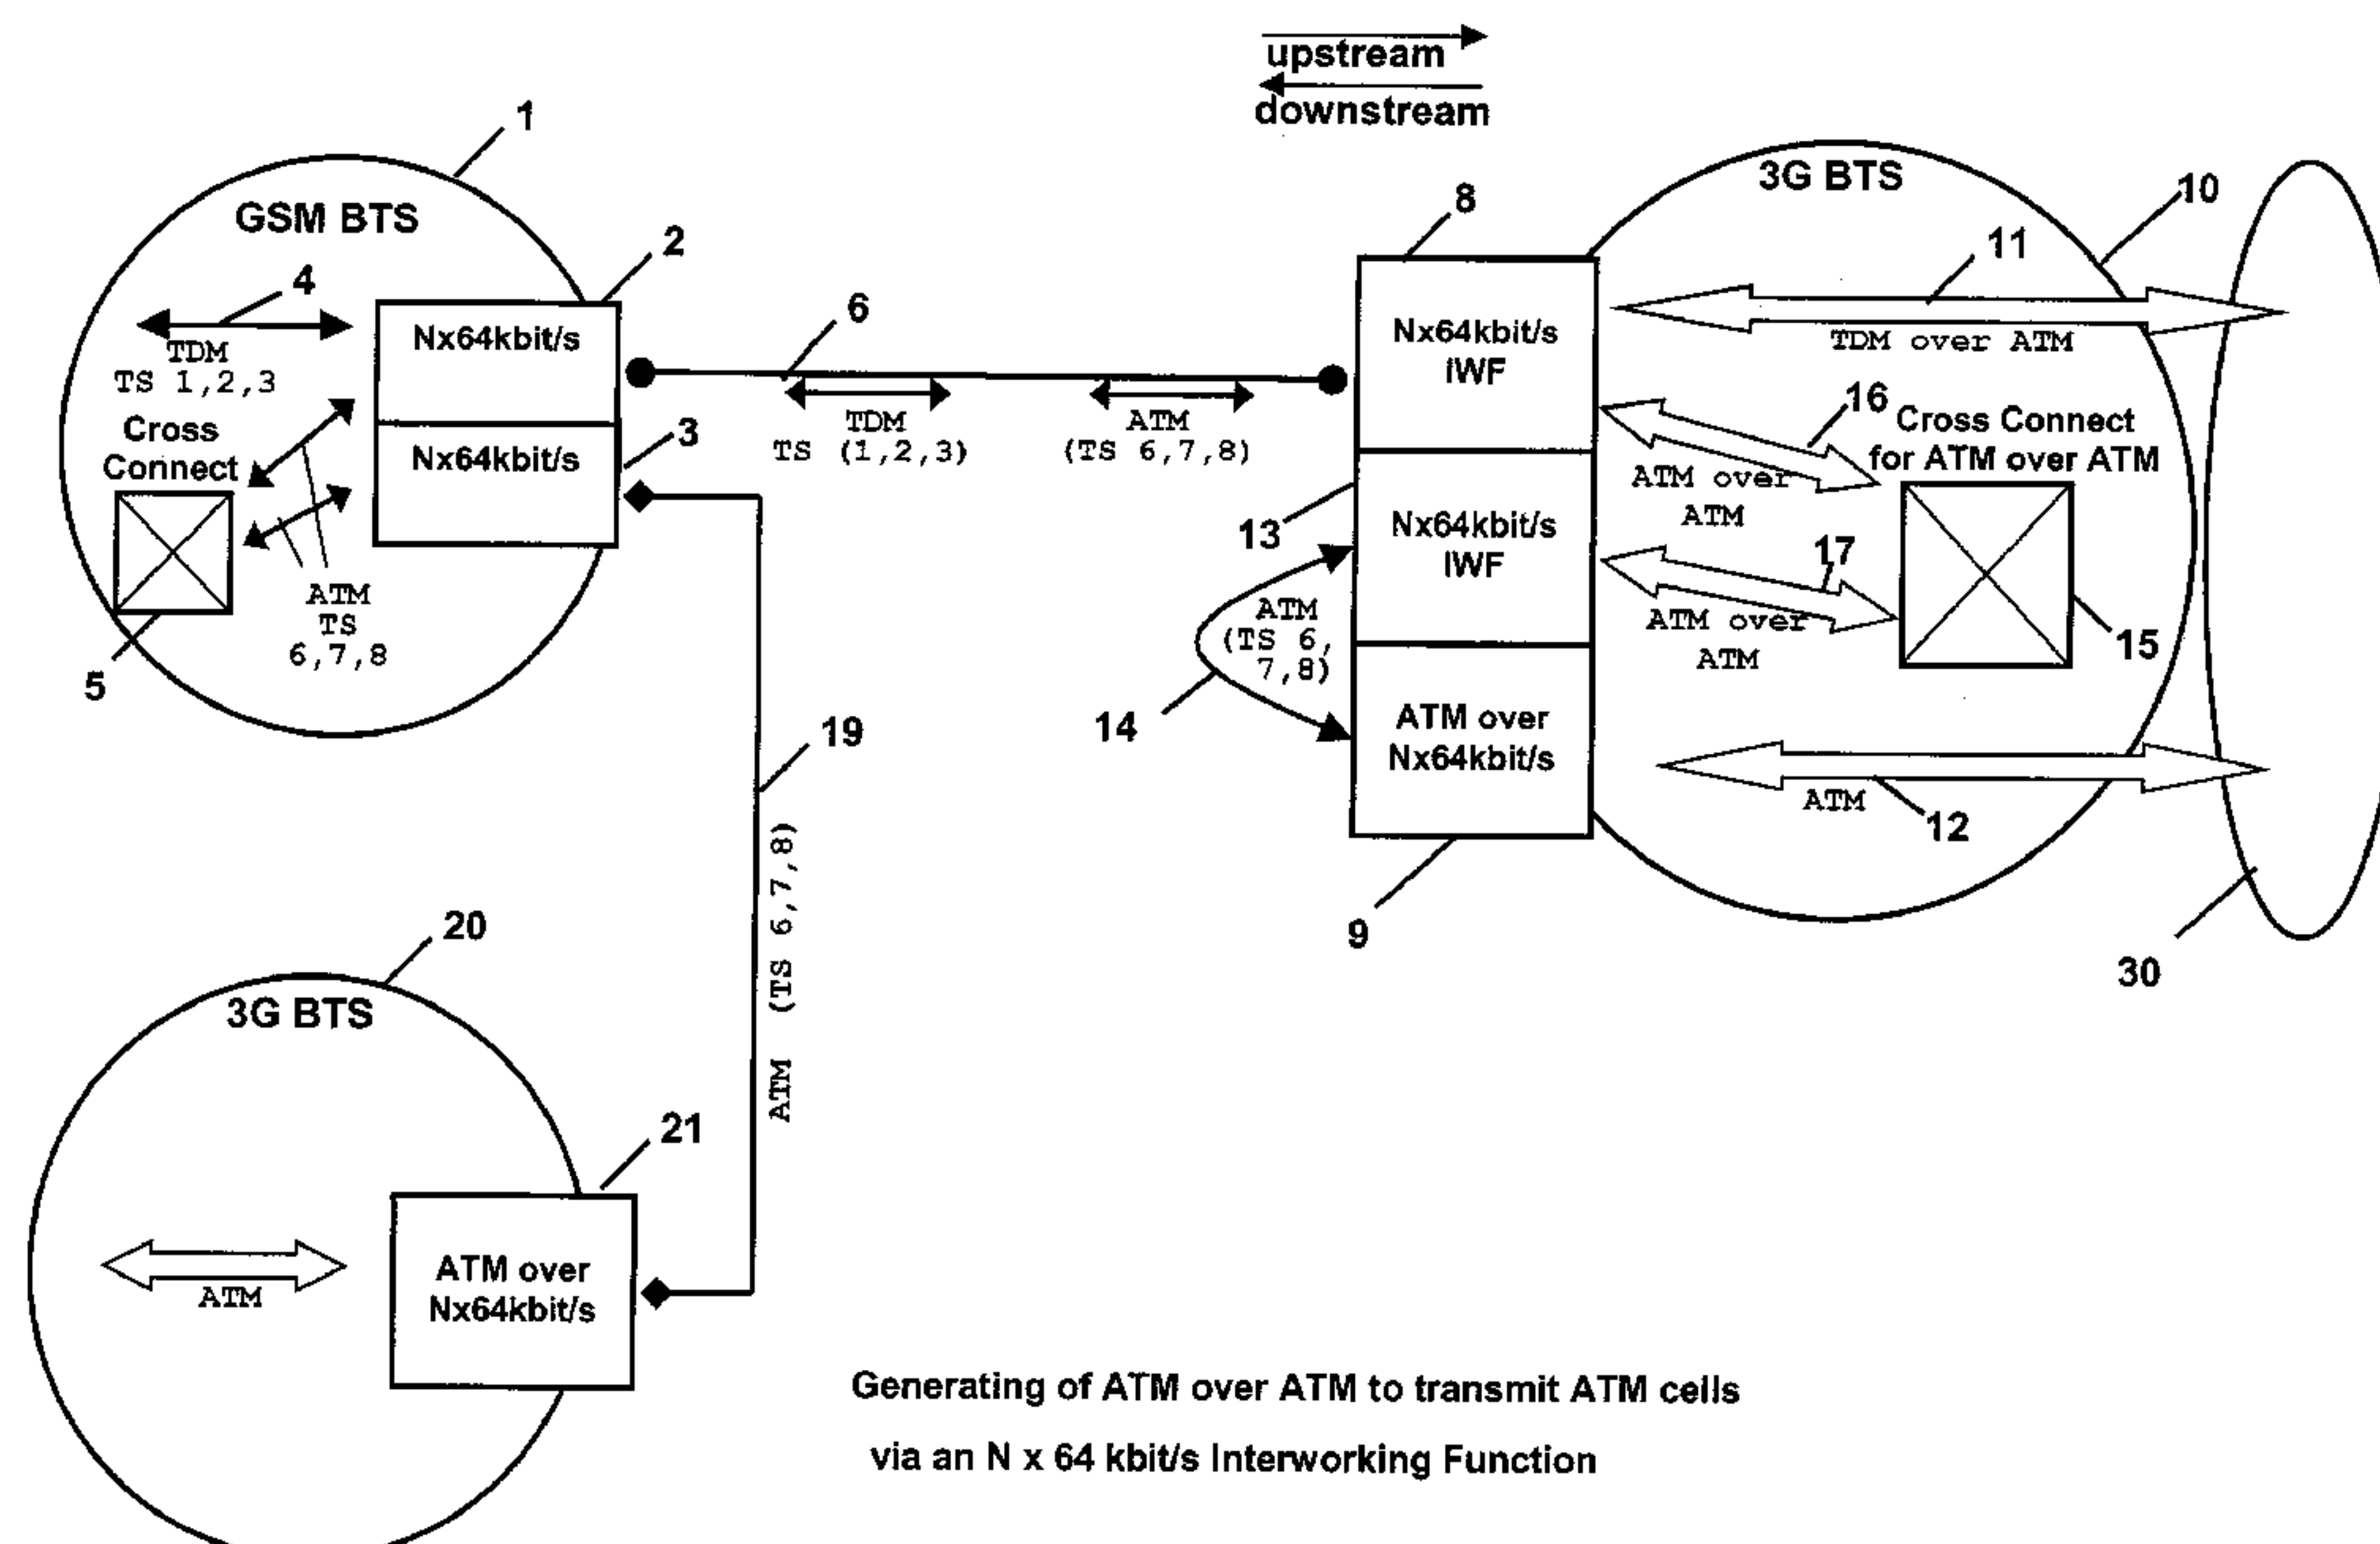 upstream
downstream
1
GSM BTS
2
4
TDM
TS 1,2,3
Cross
Connect
Nx64kbit/s
Nx64kbit/s
3
ATM
TS
6,7,8
5
6
TDM
TS (1,2,3)
ATM
(TS 6,7,8)
8
3G BTS
10
11
Nx64kbit/s
IWF
TDM over ATM
16
Cross Connect
for ATM over ATM
ATM over
ATM
13
Nx64kbit/s
IWF
17
ATM over
ATM
15
ATM
(TS 6,
7,8)
14
ATM over
Nx64kbit/s
ATM
12
9
30
19
ATM (TS 6,7,8)
20
3G BTS
21
ATM over
Nx64kbit/s
ATM
Generating of ATM over ATM to transmit ATM cells
via an N x 64 kbit/s Interworking Function